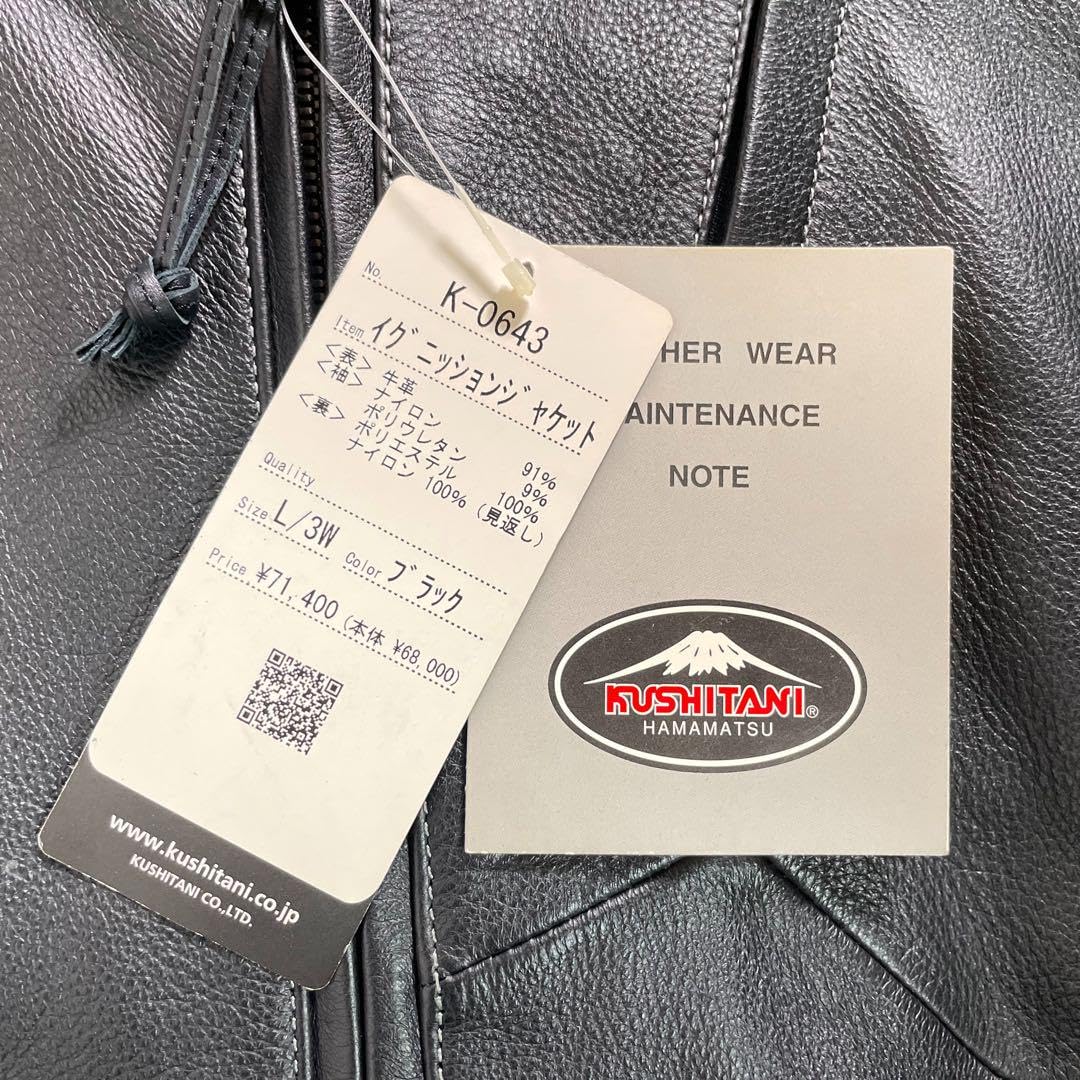 No. K-0643
Item イグニッションジャケット
<表> 牛革
<袖> ナイロン 91%
ポリウレタン 9%
<裏> ポリエステル 100%
ナイロン 100% (見返し)
Quality
Size L/3W Color ブラック
Price ¥71,400 (本体 ¥68,000)
www.kushitani.co.jp
KUSHITANI CO.,LTD.
HER WEAR
AINTENANCE
NOTE
KUSHITANI®
HAMAMATSU